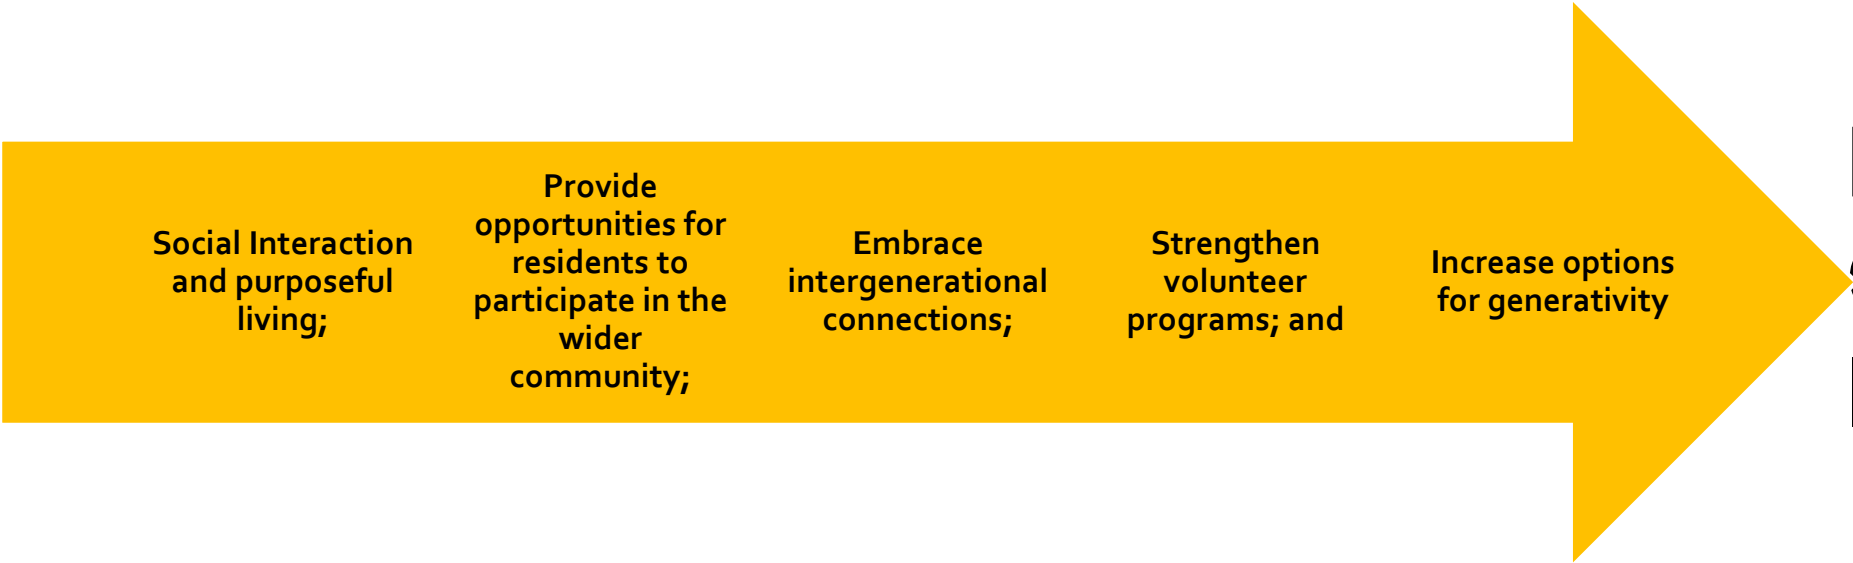 Social Interaction
and purposeful
living;
Provide
opportunities for
residents to
participate in the
wider
community;
Embrace
intergenerational
connections;
Strengthen
volunteer
programs; and
Increase options
for generativity